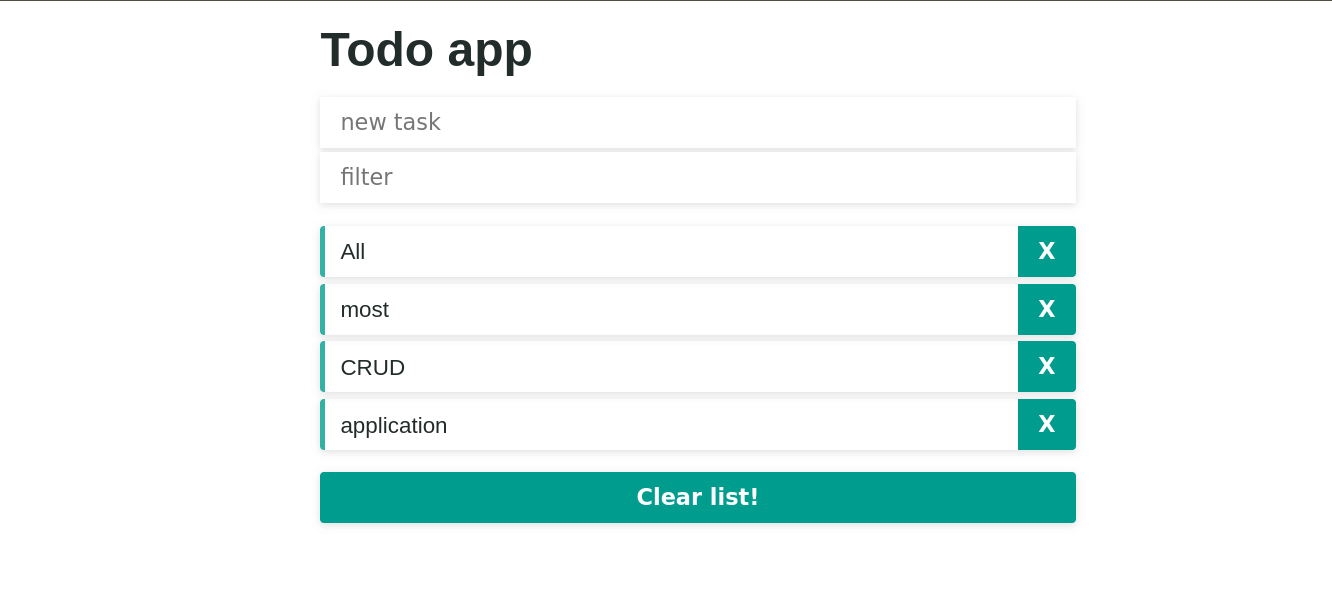 Todo app
new task
filter
All X
most X
CRUD X
application X
Clear list!